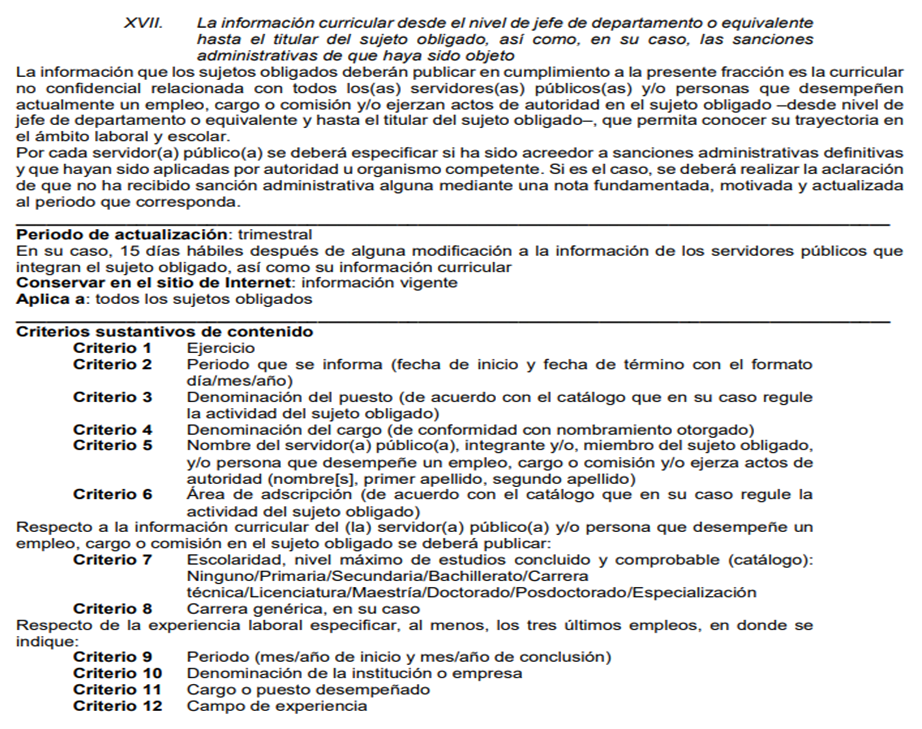 XVII. La información curricular desde el nivel de jefe de departamento o equivalente
hasta el titular del sujeto obligado, así como, en su caso, las sanciones
administrativas de que haya sido objeto
La información que los sujetos obligados deberán publicar en cumplimiento a la presente fracción es la curricular
no confidencial relacionada con todos los(as) servidores(as) públicos(as) y/o personas que desempeñen
actualmente un empleo, cargo o comisión y/o ejerzan actos de autoridad en el sujeto obligado –desde nivel de
jefe de departamento o equivalente y hasta el titular del sujeto obligado–, que permita conocer su trayectoria en
el ámbito laboral y escolar.
Por cada servidor(a) público(a) se deberá especificar si ha sido acreedor a sanciones administrativas definitivas
y que hayan sido aplicadas por autoridad u organismo competente. Si es el caso, se deberá realizar la aclaración
de que no ha recibido sanción administrativa alguna mediante una nota fundamentada, motivada y actualizada
al periodo que corresponda.
Periodo de actualización: trimestral
En su caso, 15 días hábiles después de alguna modificación a la información de los servidores públicos que
integran el sujeto obligado, así como su información curricular
Conservar en el sitio de Internet: información vigente
Aplica a: todos los sujetos obligados
Criterios sustantivos de contenido
Criterio 1 Ejercicio
Criterio 2 Periodo que se informa (fecha de inicio y fecha de término con el formato
día/mes/año)
Criterio 3 Denominación del puesto (de acuerdo con el catálogo que en su caso regule
la actividad del sujeto obligado)
Criterio 4 Denominación del cargo (de conformidad con nombramiento otorgado)
Criterio 5 Nombre del servidor(a) público(a), integrante y/o, miembro del sujeto obligado,
y/o persona que desempeñe un empleo, cargo o comisión y/o ejerza actos de
autoridad (nombre[s], primer apellido, segundo apellido)
Criterio 6 Área de adscripción (de acuerdo con el catálogo que en su caso regule la
actividad del sujeto obligado)
Respecto a la información curricular del (la) servidor(a) público(a) y/o persona que desempeñe un
empleo, cargo o comisión en el sujeto obligado se deberá publicar:
Criterio 7 Escolaridad, nivel máximo de estudios concluido y comprobable (catálogo):
Ninguno/Primaria/Secundaria/Bachillerato/Carrera
técnica/Licenciatura/Maestría/Doctorado/Posdoctorado/Especialización
Criterio 8 Carrera genérica, en su caso
Respecto de la experiencia laboral especificar, al menos, los tres últimos empleos, en donde se
indique:
Criterio 9 Periodo (mes/año de inicio y mes/año de conclusión)
Criterio 10 Denominación de la institución o empresa
Criterio 11 Cargo o puesto desempeñado
Criterio 12 Campo de experiencia